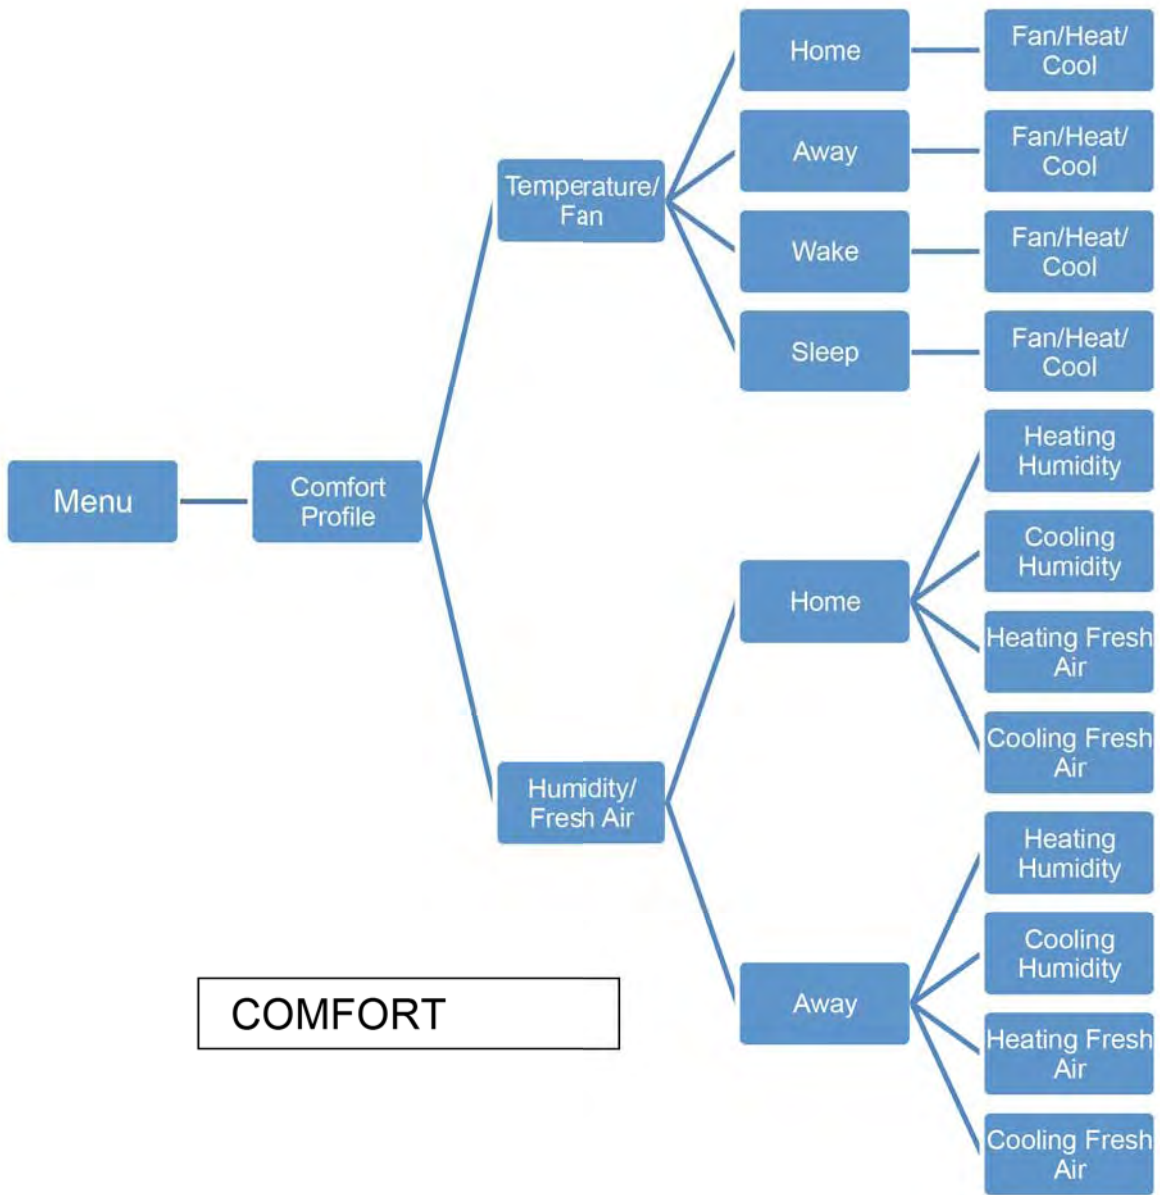 Menu
Comfort
Profile
Temperature/
Fan
Home
Fan/Heat/
Cool
Away
Fan/Heat/
Cool
Wake
Fan/Heat/
Cool
Sleep
Fan/Heat/
Cool
Humidity/
Fresh Air
Home
Heating
Humidity
Cooling
Humidity
Heating Fresh
Air
Cooling Fresh
Air
Away
Heating
Humidity
Cooling
Humidity
Heating Fresh
Air
Cooling Fresh
Air
COMFORT